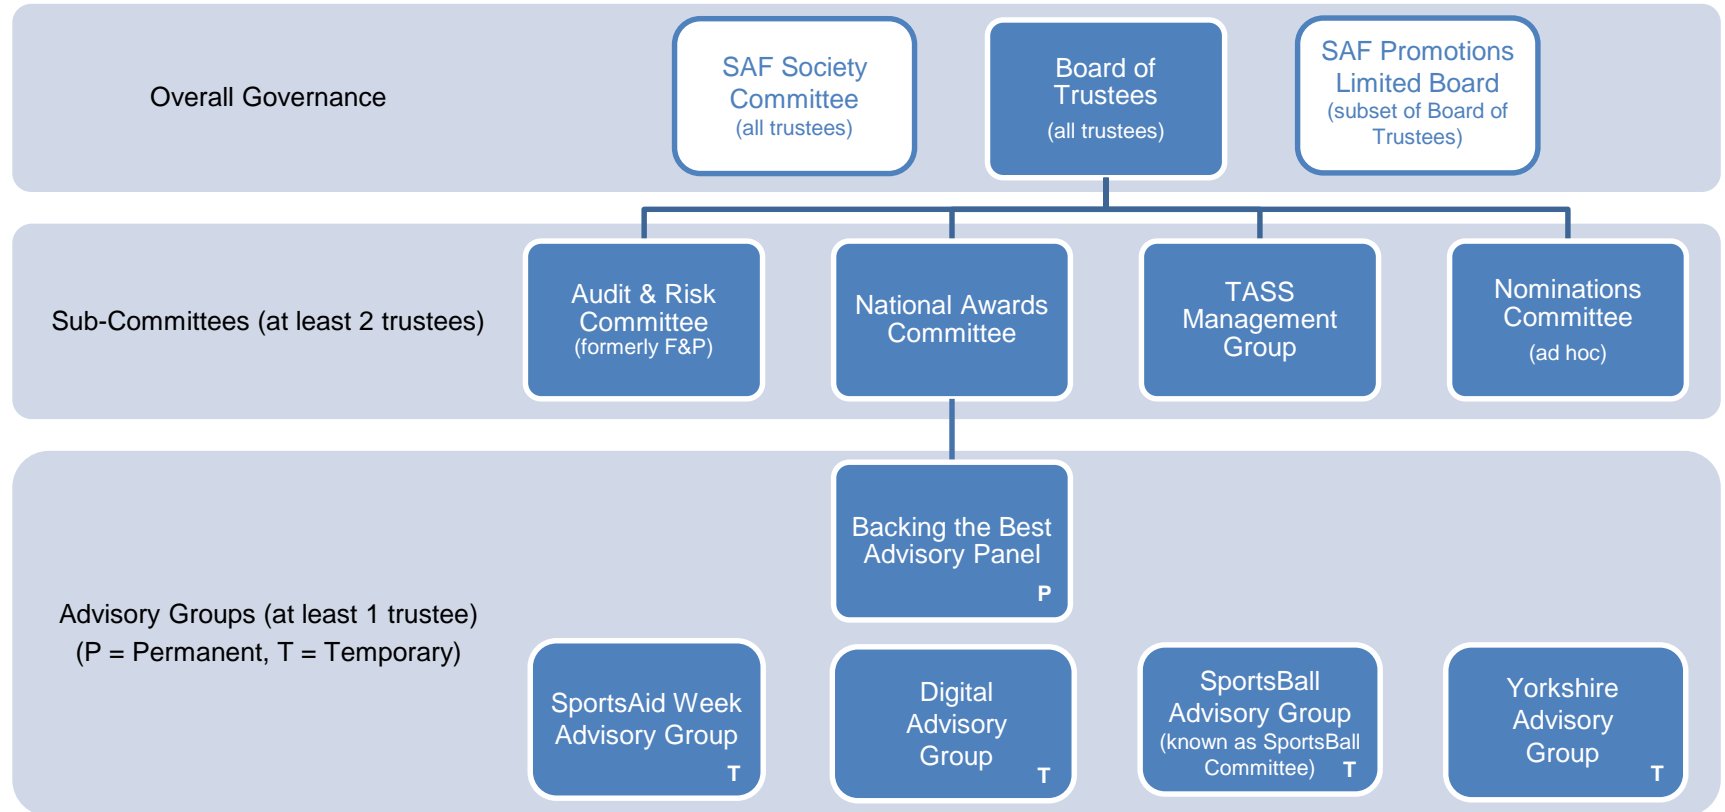 Overall Governance
SAF Society
Committee
(all trustees)
Board of
Trustees
(all trustees)
SAF Promotions
Limited Board
(subset of Board of
Trustees)
Sub-Committees (at least 2 trustees)
Audit & Risk
Committee
(formerly F&P)
National Awards
Committee
TASS
Management
Group
Nominations
Committee
(ad hoc)
Advisory Groups (at least 1 trustee)
(P = Permanent, T = Temporary)
Backing the Best
Advisory Panel
P
SportsAid Week
Advisory Group
T
Digital
Advisory
Group
T
SportsBall
Advisory Group
(known as SportsBall
Committee) T
Yorkshire
Advisory
Group
T